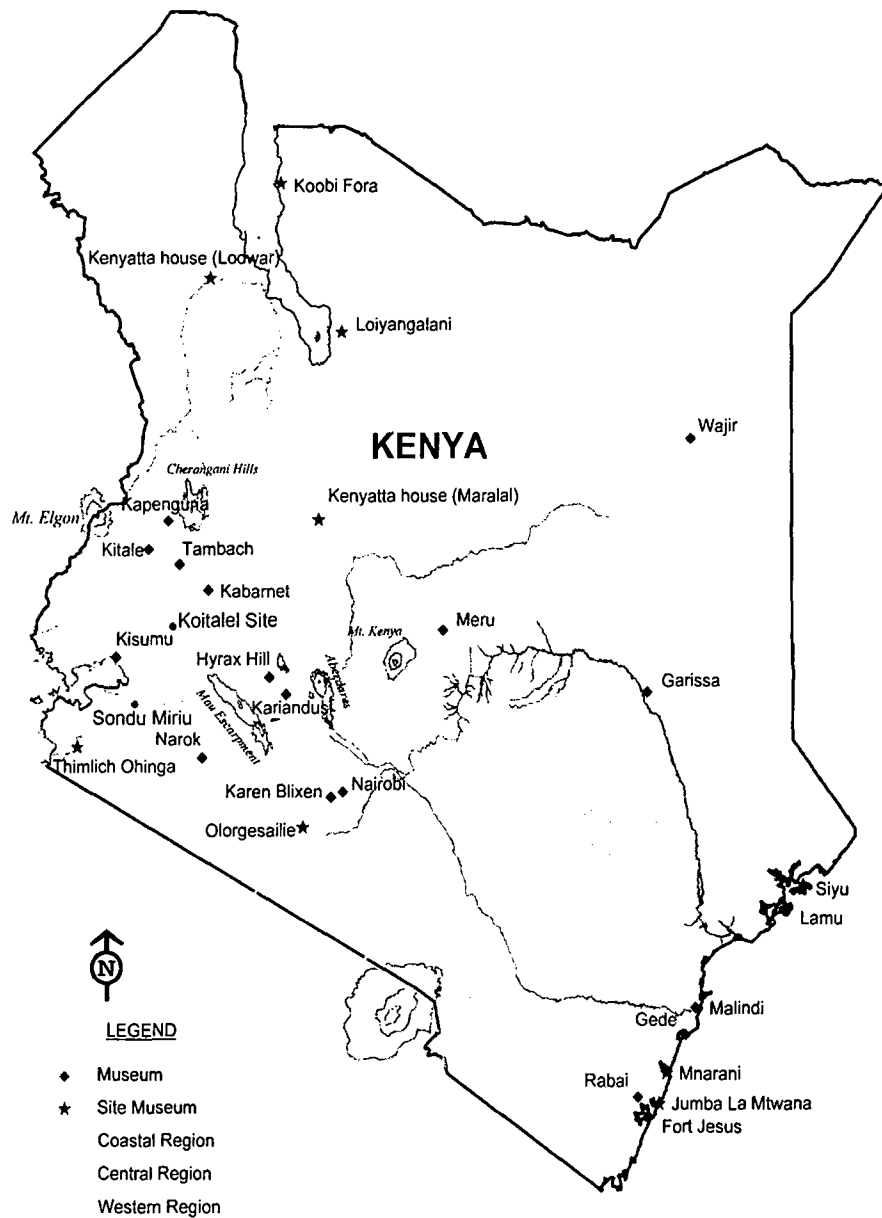 Koobi Fora
Kenyatta house (Lodwar)
Loiyangalani
Wajir
KENYA
Cherangani Hills
Kenyatta house (Maralal)
Mt. Elgon
Kapenguna
Kitale
Tambach
Kabarnet
Koitalel Site
Meru
Mt. Kenya
Kisumu
Hyrax Hill
Aberdares
Garissa
Kariandus
Mau Escarpment
Sondu Miriu
Narok
Thimlich Ohinga
Karen Blixen
Nairobi
Olorgesailie
Siyu
Lamu
N
Malindi
Gede
LEGEND
Museum
Mnarani
Rabai
Site Museum
Jumba La Mtwana
Fort Jesus
Coastal Region
Central Region
Western Region